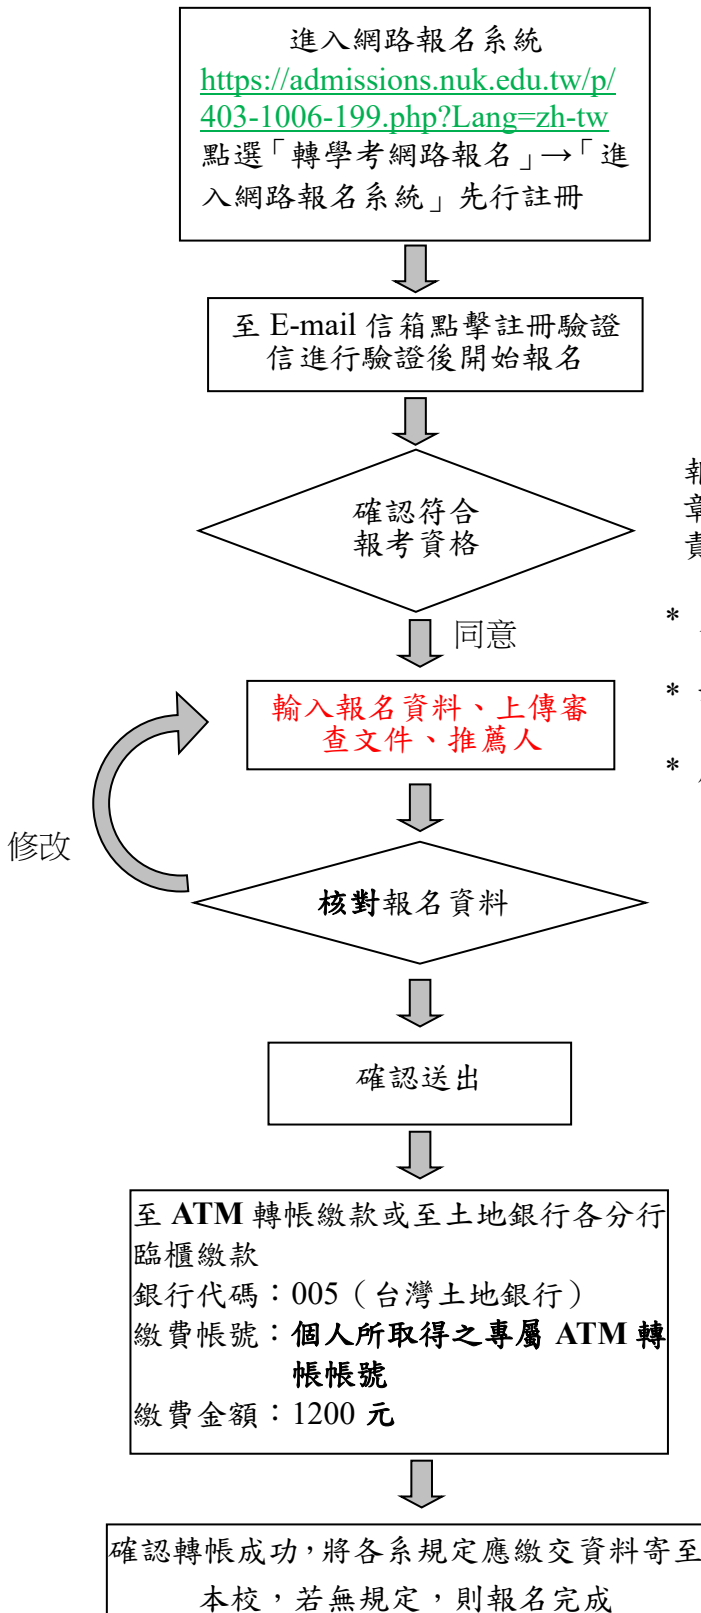 進入網路報名系統
https://admissions.nuk.edu.tw/p/
403-1006-199.php?Lang=zh-tw
點選「轉學考網路報名」→「進
入網路報名系統」先行註冊
至 E-mail 信箱點擊註冊驗證
信進行驗證後開始報名
確認符合
報考資格
報
章
責
*
同意
*
輸入報名資料、上傳審
查文件、推薦人
*
修改
核對報名資料
確認送出
至 ATM 轉帳繳款或至土地銀行各分行
臨櫃繳款
銀行代碼：005（台灣土地銀行）
繳費帳號：個人所取得之專屬 ATM 轉
帳帳號
繳費金額：1200 元
確認轉帳成功，將各系規定應繳交資料寄至
本校，若無規定，則報名完成